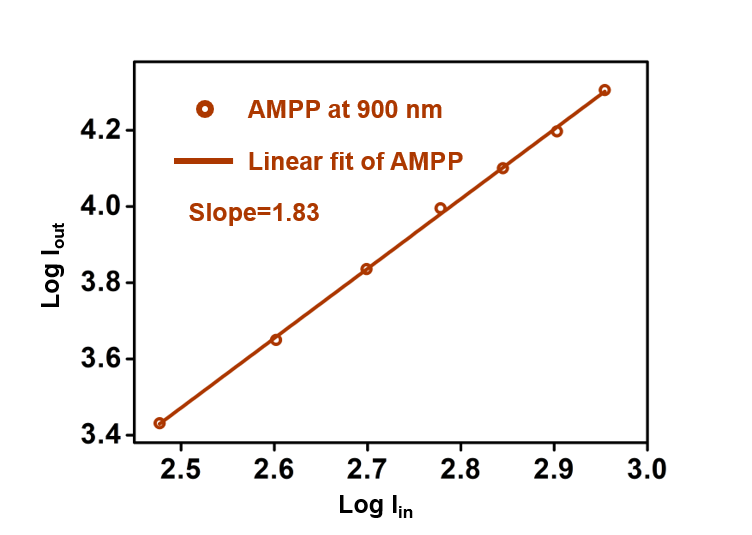 AMPP at 900 nm
Linear fit of AMPP
Slope=1.83
Log Iout
4.2
4.0
3.8
3.6
3.4
2.5 2.6 2.7 2.8 2.9 3.0
Log Iin